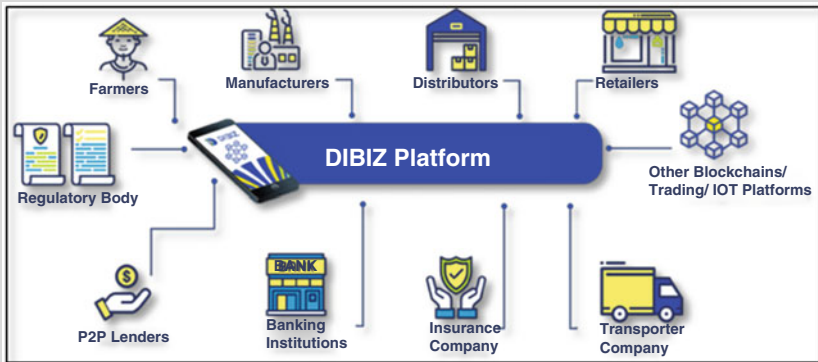 Farmers
Manufacturers
Distributors
Retailers
DIBIZ
DIBIZ Platform
Regulatory Body
Other Blockchains/
Trading/ IOT Platforms
P2P Lenders
BANK
Banking
Institutions
Insurance
Company
Transporter
Company
$